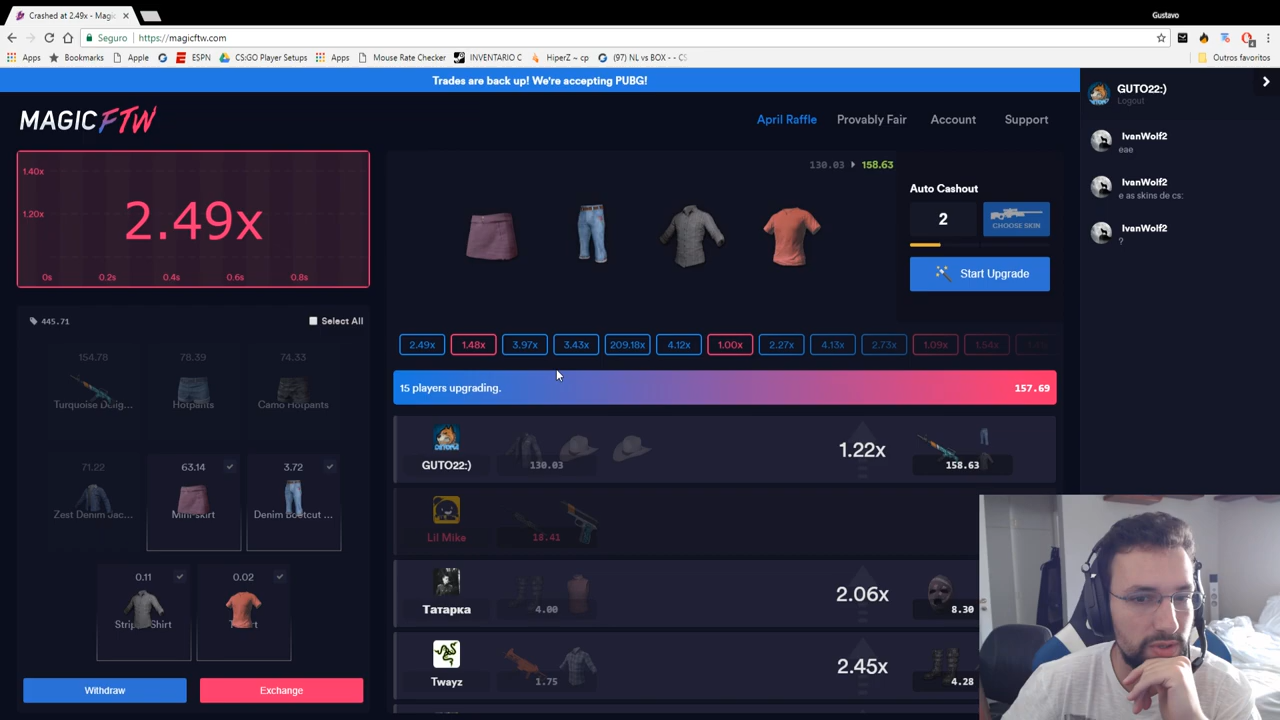 Crashed at 2.49x - Magic
Gustavo
Seguro
https://magicftw.com
Apps
Bookmarks
Apple
ESPN
CS:GO Player Setups
Apps
Mouse Rate Checker
INVENTARIO C
HiperZ ~ cp
(97) NL vs BOX - - CS
Outros favoritos
Trades are back up! We're accepting PUBG!
MAGIC FTW
April Raffle
Provably Fair
Account
Support
GUTO22:)
Logout
IvanWolf2
eae
IvanWolf2
e as skins de cs:
IvanWolf2
?
1.40x
1.20x
2.49x
0s 0.2s 0.4s 0.6s 0.8s
130.03 158.63
Auto Cashout
2
CHOOSE SKIN
Start Upgrade
445.71
Select All
154.78 78.39 74.33
Turquoise Delig... Hotpants Camo Hotpants
71.22 63.14 3.72
Zest Denim Jac... Mini-skirt Denim Bootcut ...
0.11 0.02
Withdraw
Exchange
2.49x 1.48x 3.97x 3.43x 209.18x 4.12x 1.00x 2.27x 4.13x 2.73x 1.09x 1.54x
15 players upgrading.
157.69
GUTO22:)
130.03
1.22x
158.63
Lil Mike
18.41
Татарка
4.00
2.06x
8.30
Twayz
1.75
2.45x
4.28